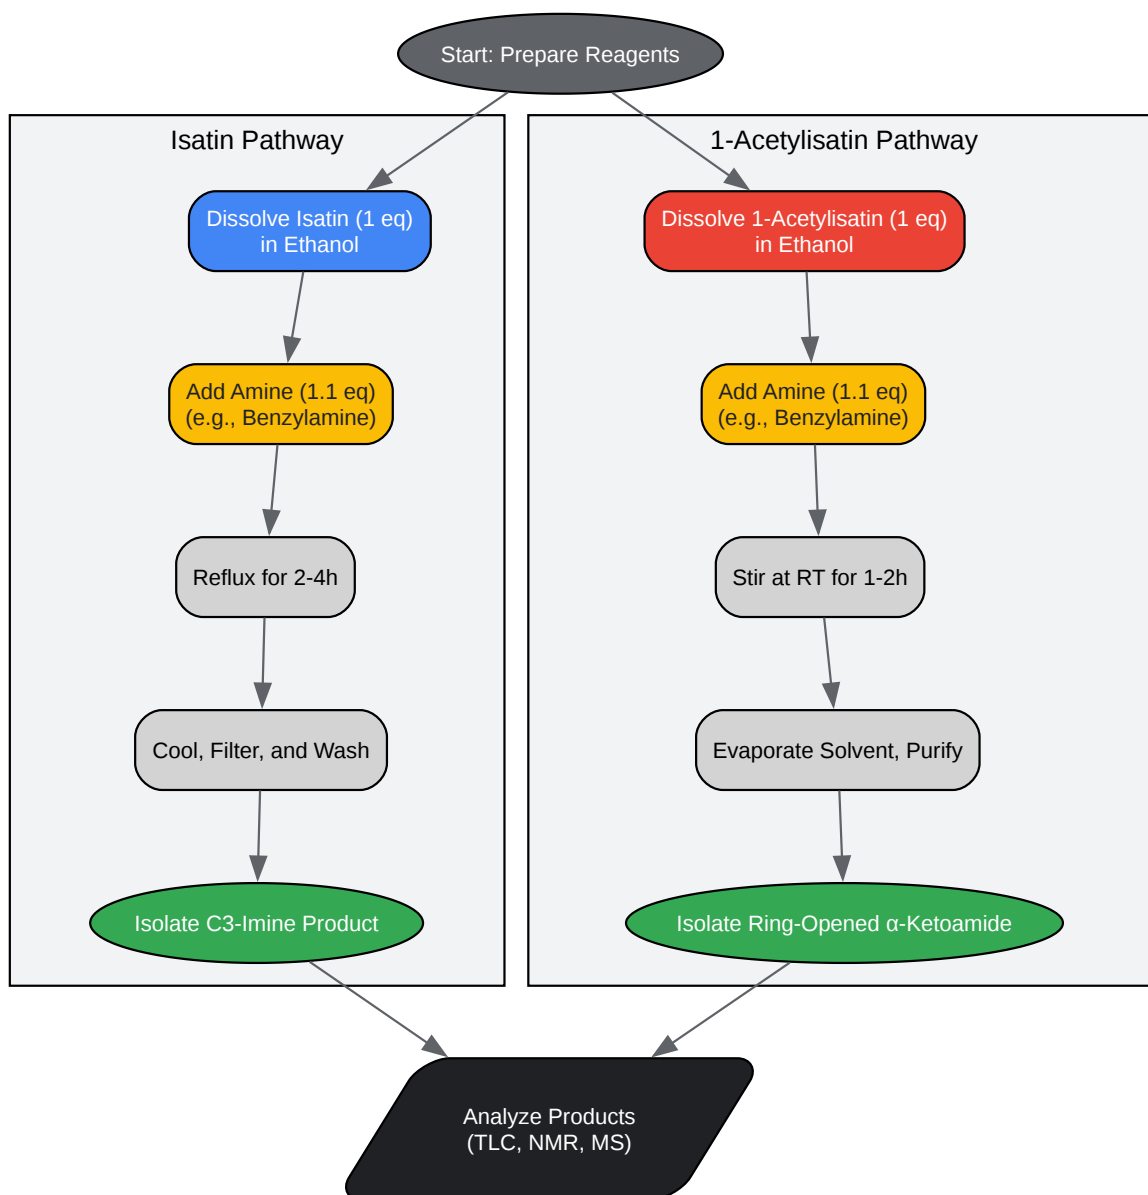 Start: Prepare Reagents
Isatin Pathway
Dissolve Isatin (1 eq)
in Ethanol
Add Amine (1.1 eq)
(e.g., Benzylamine)
Reflux for 2-4h
Cool, Filter, and Wash
Isolate C3-Imine Product
1-Acetylisatin Pathway
Dissolve 1-Acetylisatin (1 eq)
in Ethanol
Add Amine (1.1 eq)
(e.g., Benzylamine)
Stir at RT for 1-2h
Evaporate Solvent, Purify
Isolate Ring-Opened α-Ketoamide
Analyze Products
(TLC, NMR, MS)